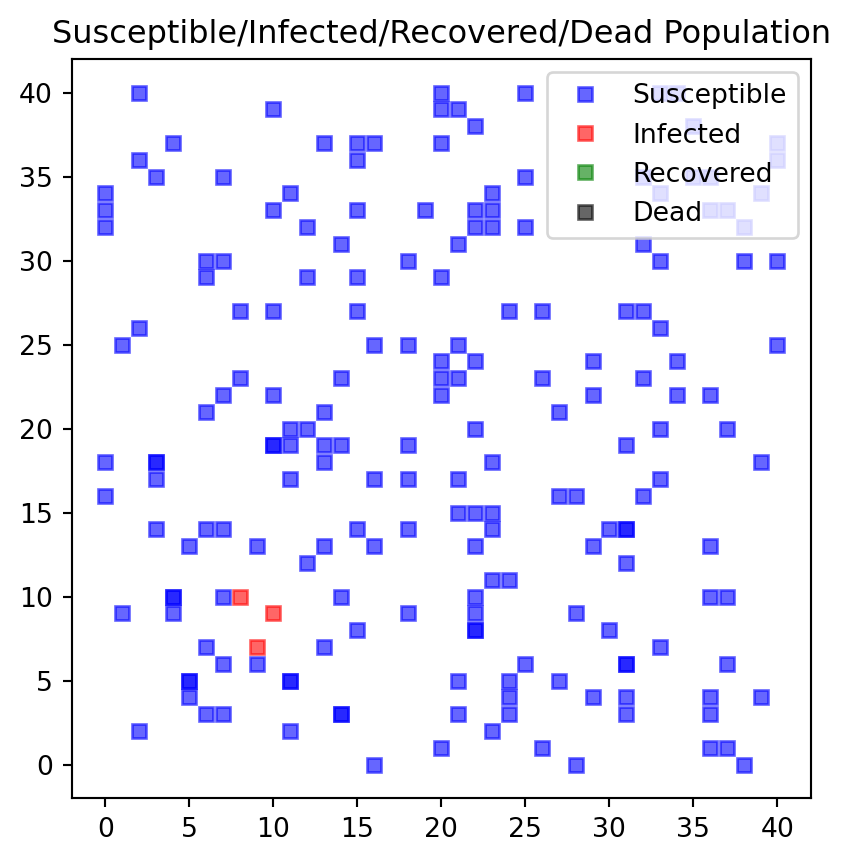 Susceptible/Infected/Recovered/Dead Population
40
35
30
25
20
15
10
5
0
Susceptible
Infected
Recovered
Dead
0 5 10 15 20 25 30 35 40